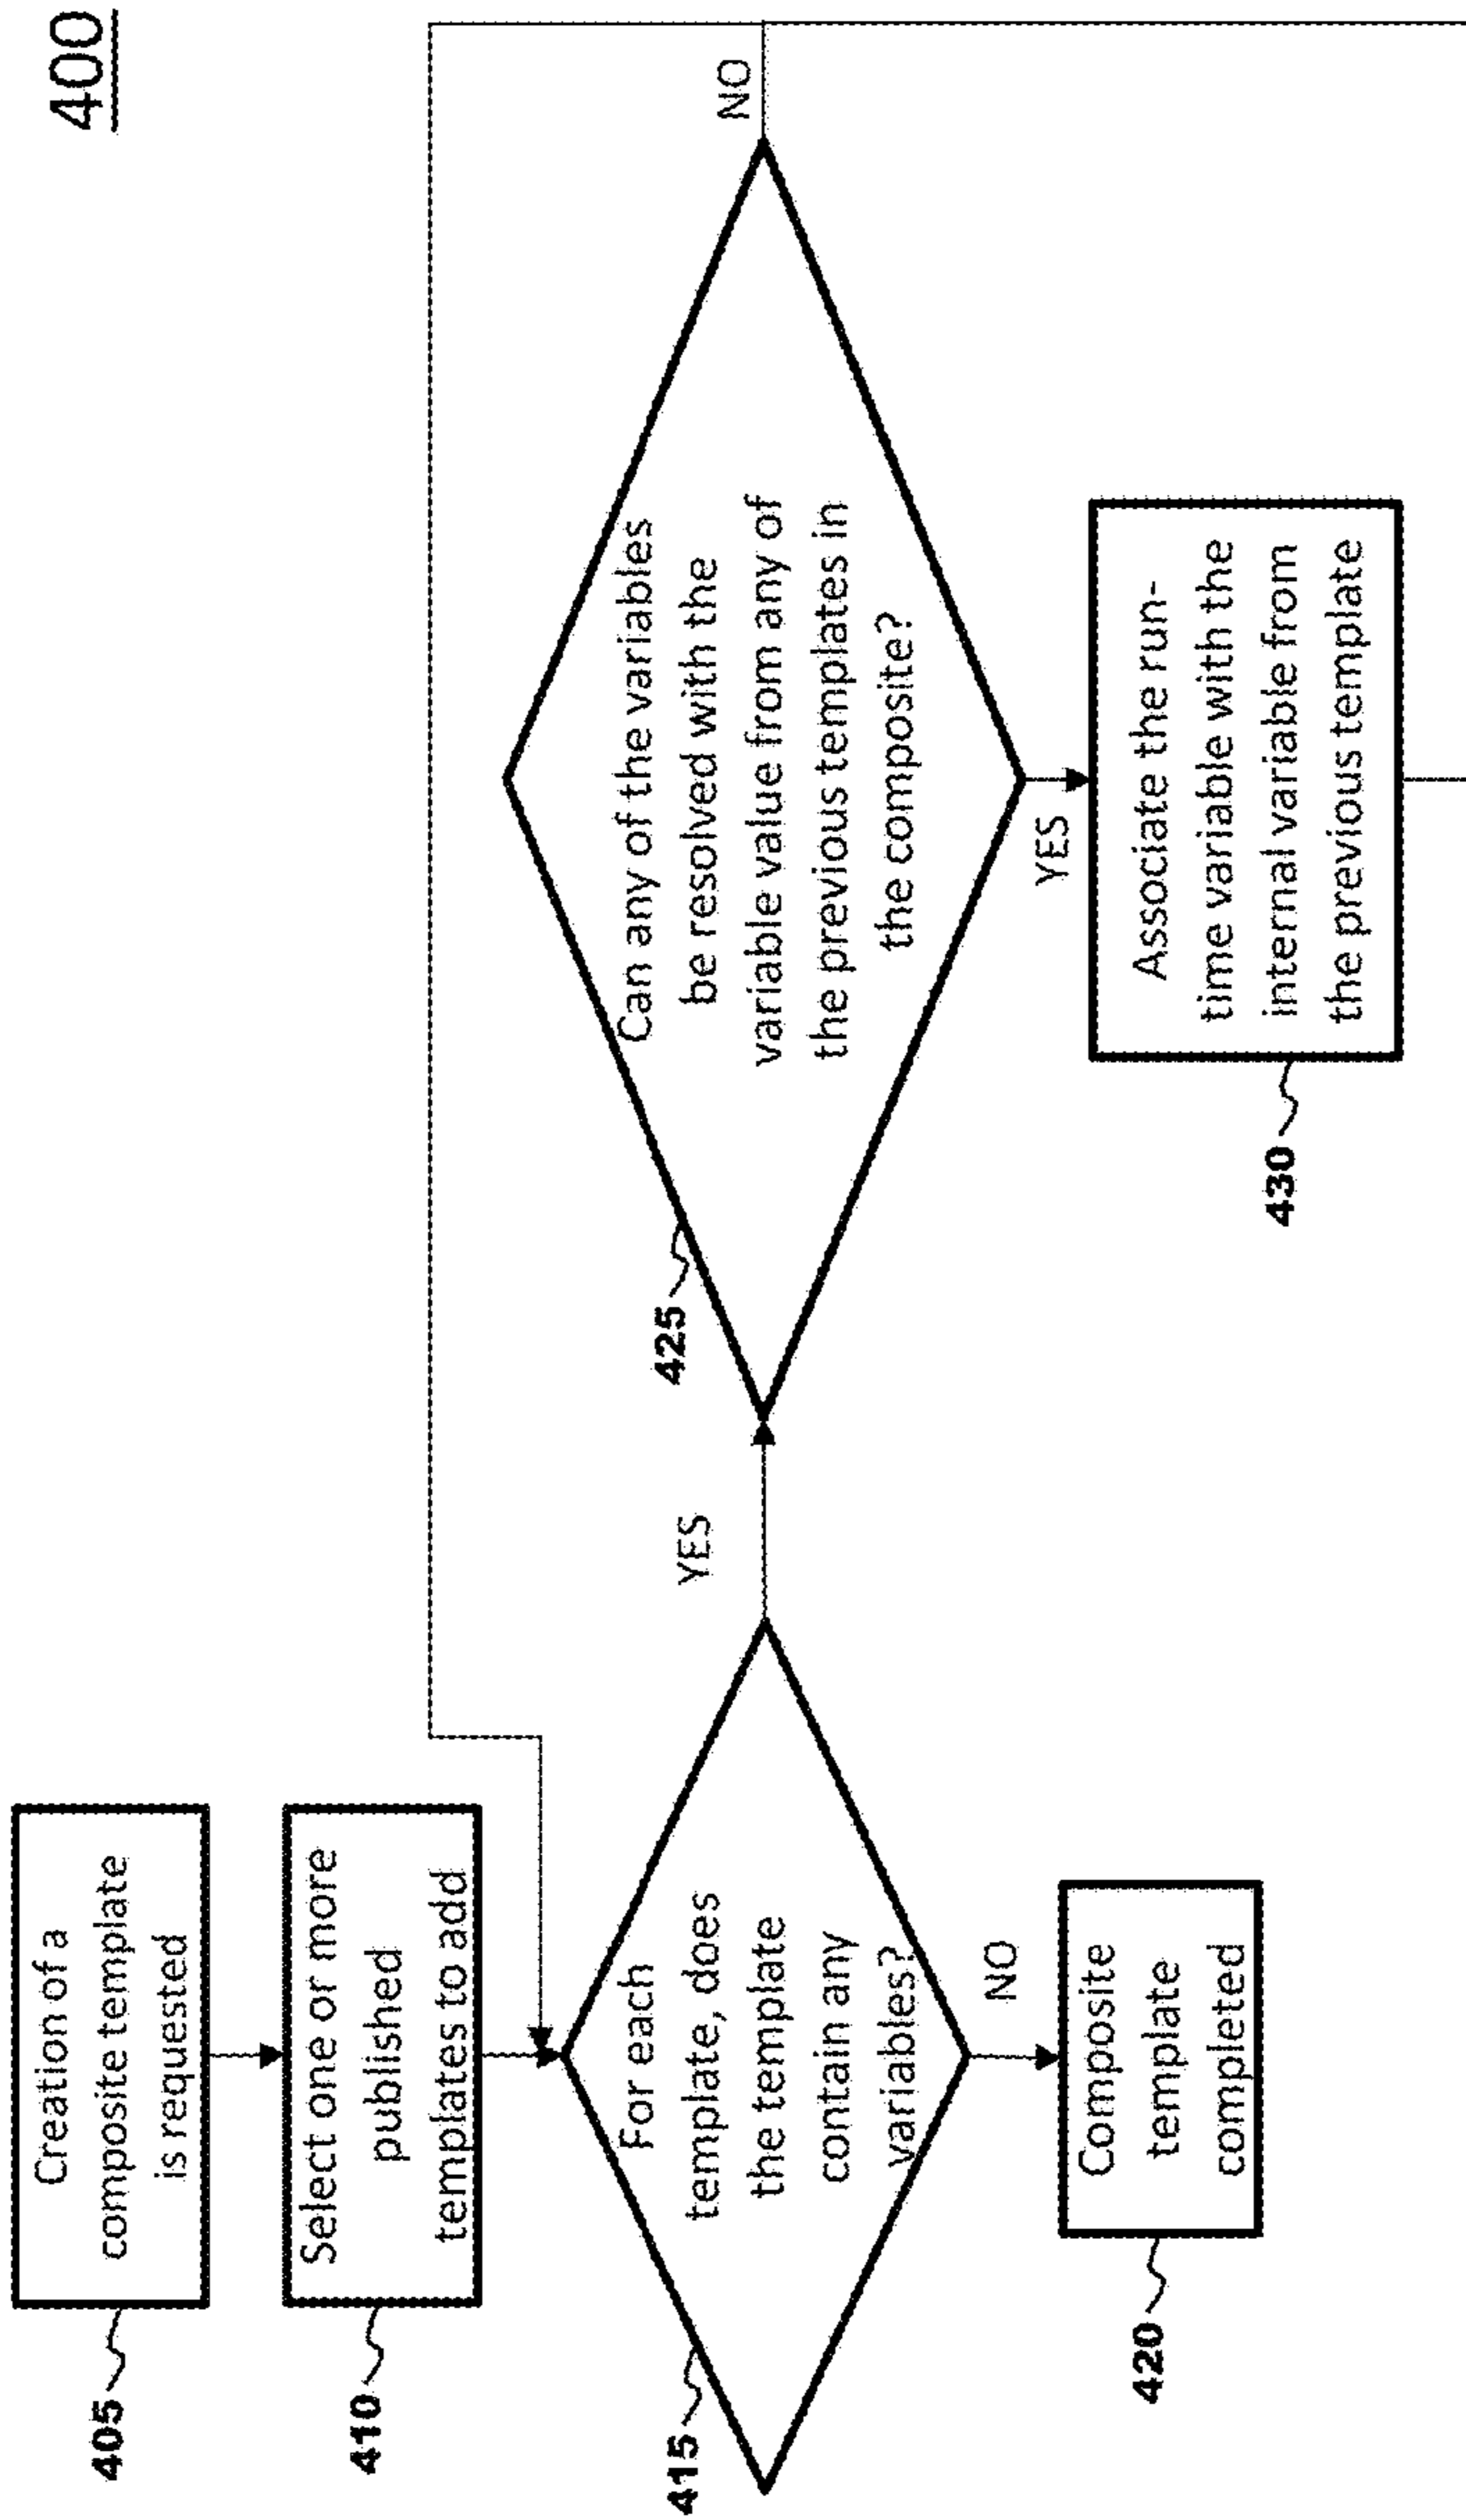 400
405
Creation of a
composite template
is requested
410
Select one or more
published
templates to add
415
For each
template, does
the template
contain any
variables?
YES
NO
420
Composite
template
completed
425
Can any of the variables
be resolved with the
variable value from any of
the previous templates in
the composite?
NO
YES
430
Associate the run-
time variable with the
internal variable from
the previous template